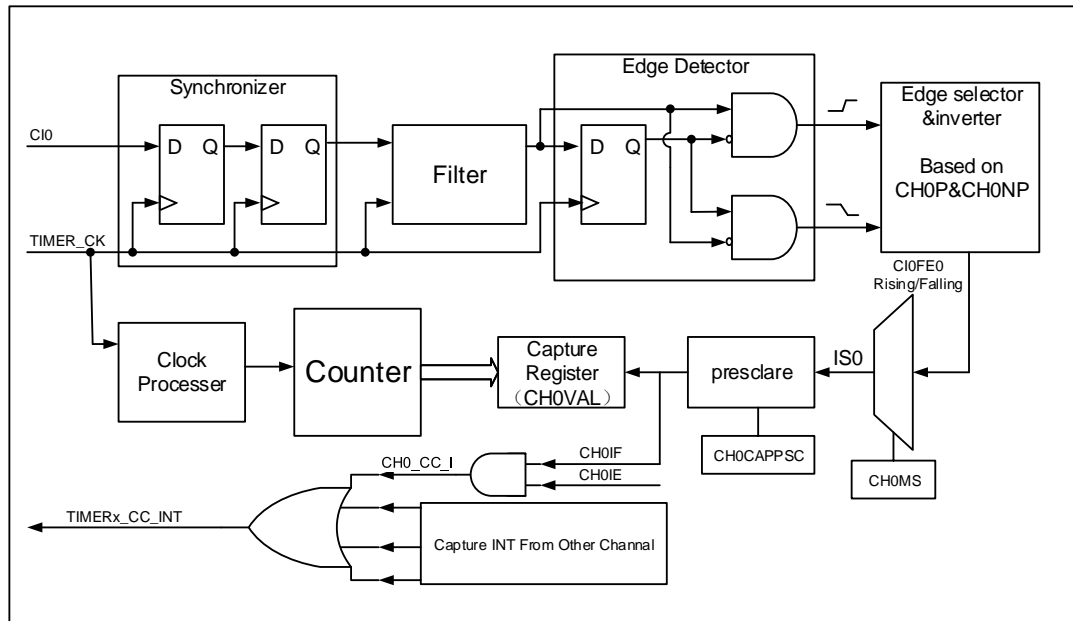 Synchronizer
Edge Detector
CI0
D Q
D Q
Filter
D Q
Edge selector
&inverter
Based on
CH0P&CH0NP
TIMER_CK
CI0FE0
Rising/Falling
Clock
Processer
Counter
Capture
Register
（CH0VAL）
presclare
IS0
CH0CAPPSC
CH0MS
CH0_CC_I
CH0IF
CH0IE
TIMERx_CC_INT
Capture INT From Other Channal